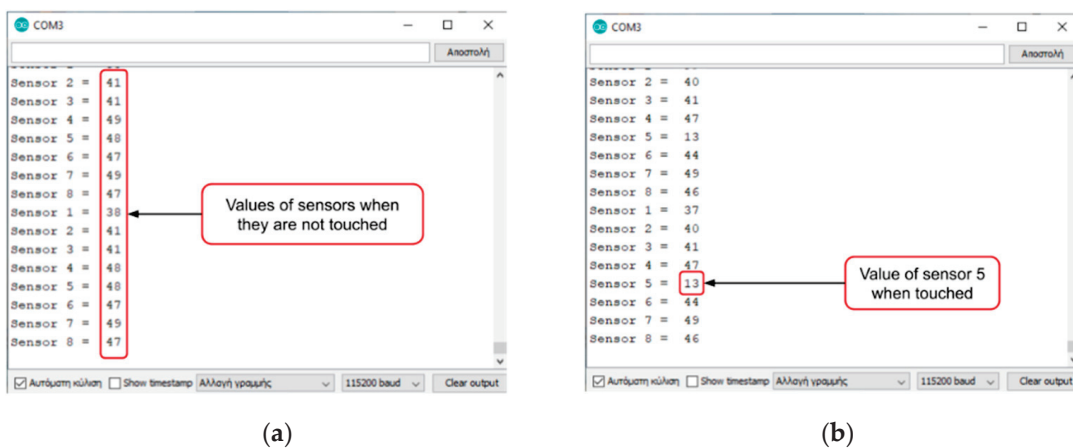 COM3
Αποστολή
Sensor 2 = 41
Sensor 3 = 41
Sensor 4 = 49
Sensor 5 = 48
Sensor 6 = 47
Sensor 7 = 49
Sensor 8 = 47
Sensor 1 = 38
Sensor 2 = 41
Sensor 3 = 41
Sensor 4 = 48
Sensor 5 = 48
Sensor 6 = 47
Sensor 7 = 49
Sensor 8 = 47
Values of sensors when
they are not touched
Αυτόματη κύλιση Show timestamp Αλλαγή γραμμής 115200 baud Clear output
(a)
COM3
Αποστολή
Sensor 2 = 40
Sensor 3 = 41
Sensor 4 = 47
Sensor 5 = 13
Sensor 6 = 44
Sensor 7 = 49
Sensor 8 = 46
Sensor 1 = 37
Sensor 2 = 40
Sensor 3 = 41
Sensor 4 = 47
Sensor 5 = 13
Sensor 6 = 44
Sensor 7 = 49
Sensor 8 = 46
Value of sensor 5
when touched
Αυτόματη κύλιση Show timestamp Αλλαγή γραμμής 115200 baud Clear output
(b)